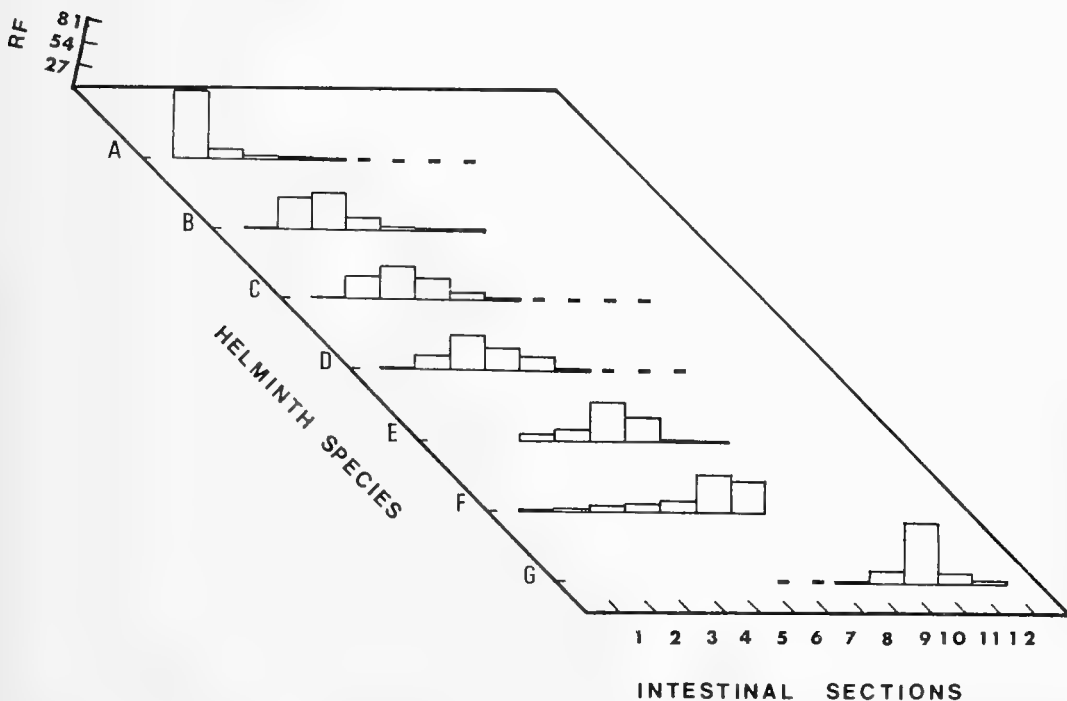 RF
81
54
27
A
B
C
D
E
F
G
HELMINTH SPECIES
1 2 3 4 5 6 7 8 9 10 11 12
INTESTINAL SECTIONS